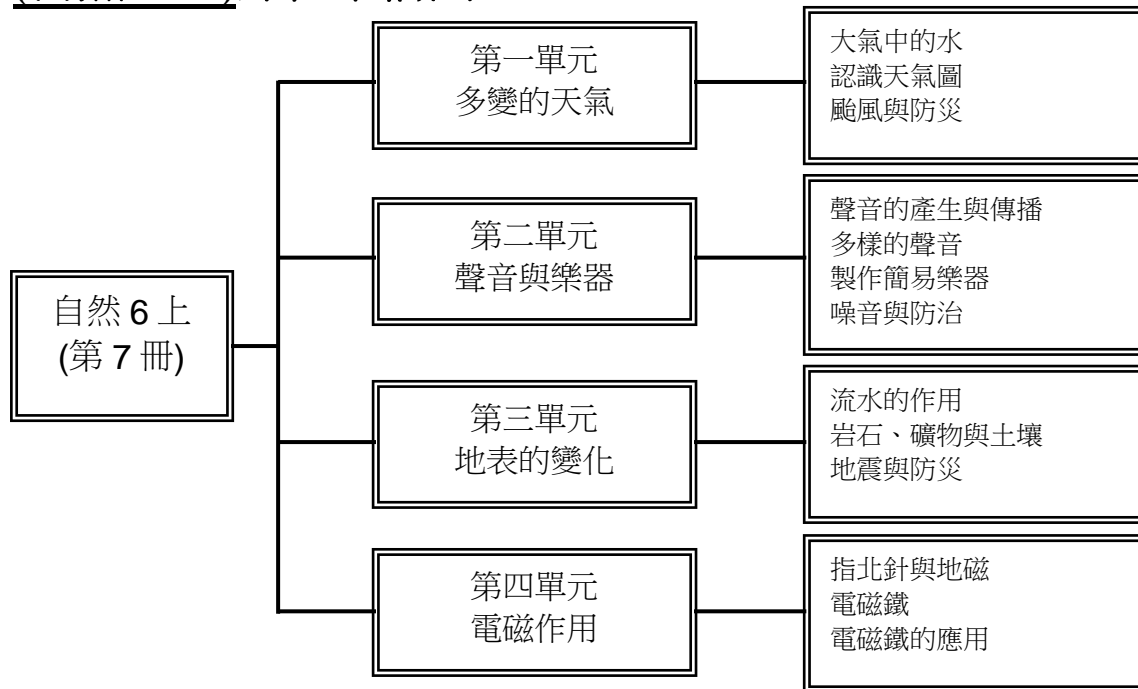 自然 6 上
(第 7 冊)
第一單元
多變的天氣
大氣中的水
認識天氣圖
颱風與防災
第二單元
聲音與樂器
聲音的產生與傳播
多樣的聲音
製作簡易樂器
噪音與防治
第三單元
地表的變化
流水的作用
岩石、礦物與土壤
地震與防災
第四單元
電磁作用
指北針與地磁
電磁鐵
電磁鐵的應用